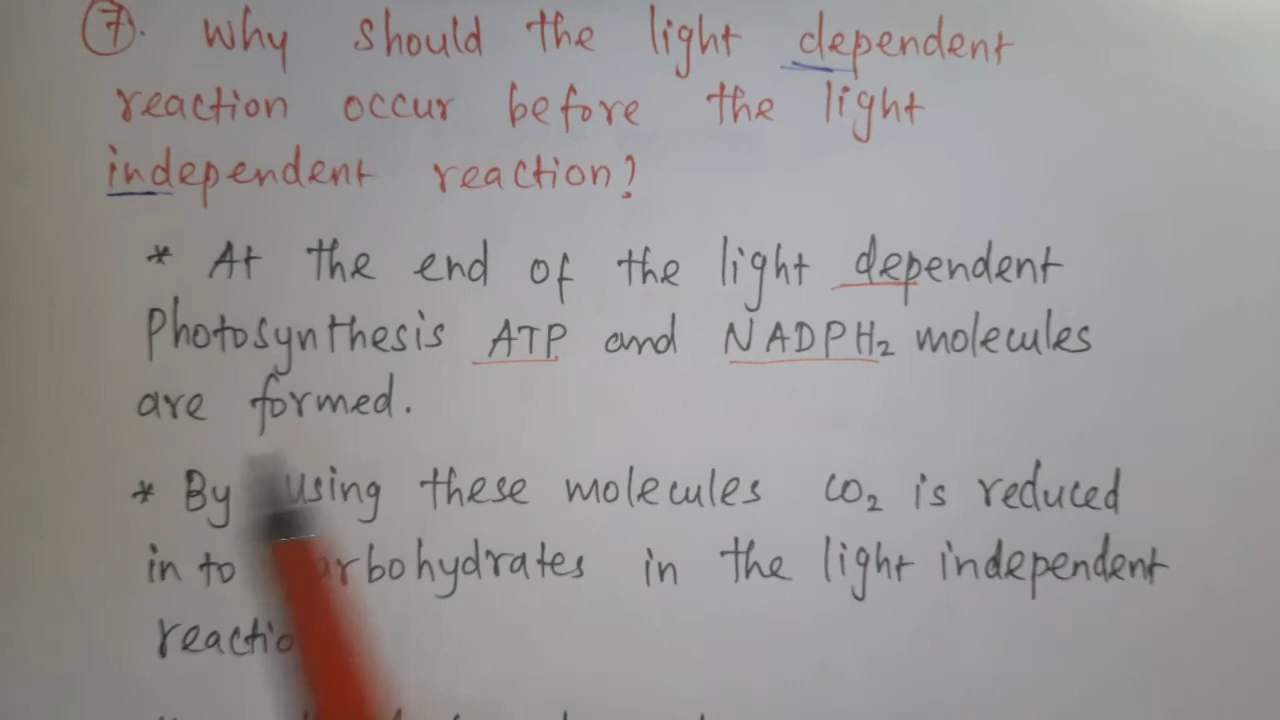 7. Why should the light dependent
reaction occur before the light
independent reaction?
* At the end of the light dependent
Photosynthesis ATP and NADPH₂ molecules
are formed.
* By using these molecules CO₂ is reduced
in to carbohydrates in the light independent